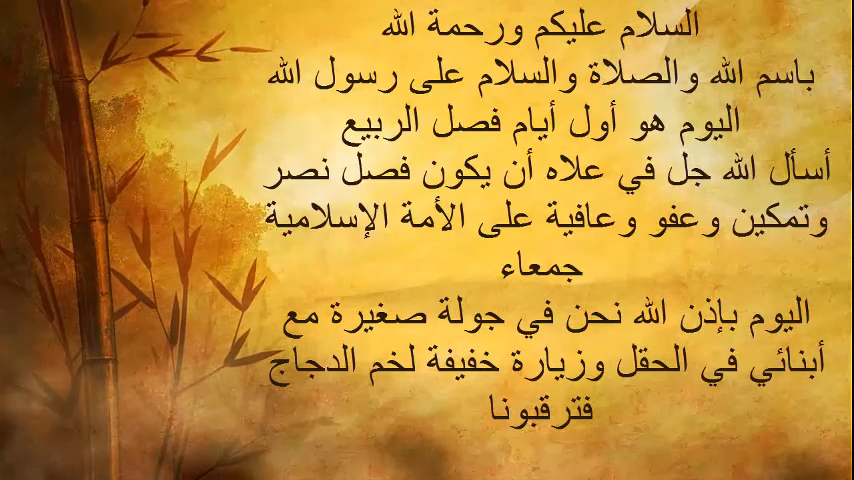 السلام عليكم ورحمة الله
باسم الله والصلاة والسلام على رسول الله
اليوم هو أول أيام فصل الربيع
أسأل الله جل في علاه أن يكون فصل نصر
وتمكين وعفو وعافية على الأمة الإسلامية
جمعاء
اليوم بإذن الله نحن في جولة صغيرة مع
أبنائي في الحقل وزيارة خفيفة لخم الدجاج
فترقبونا